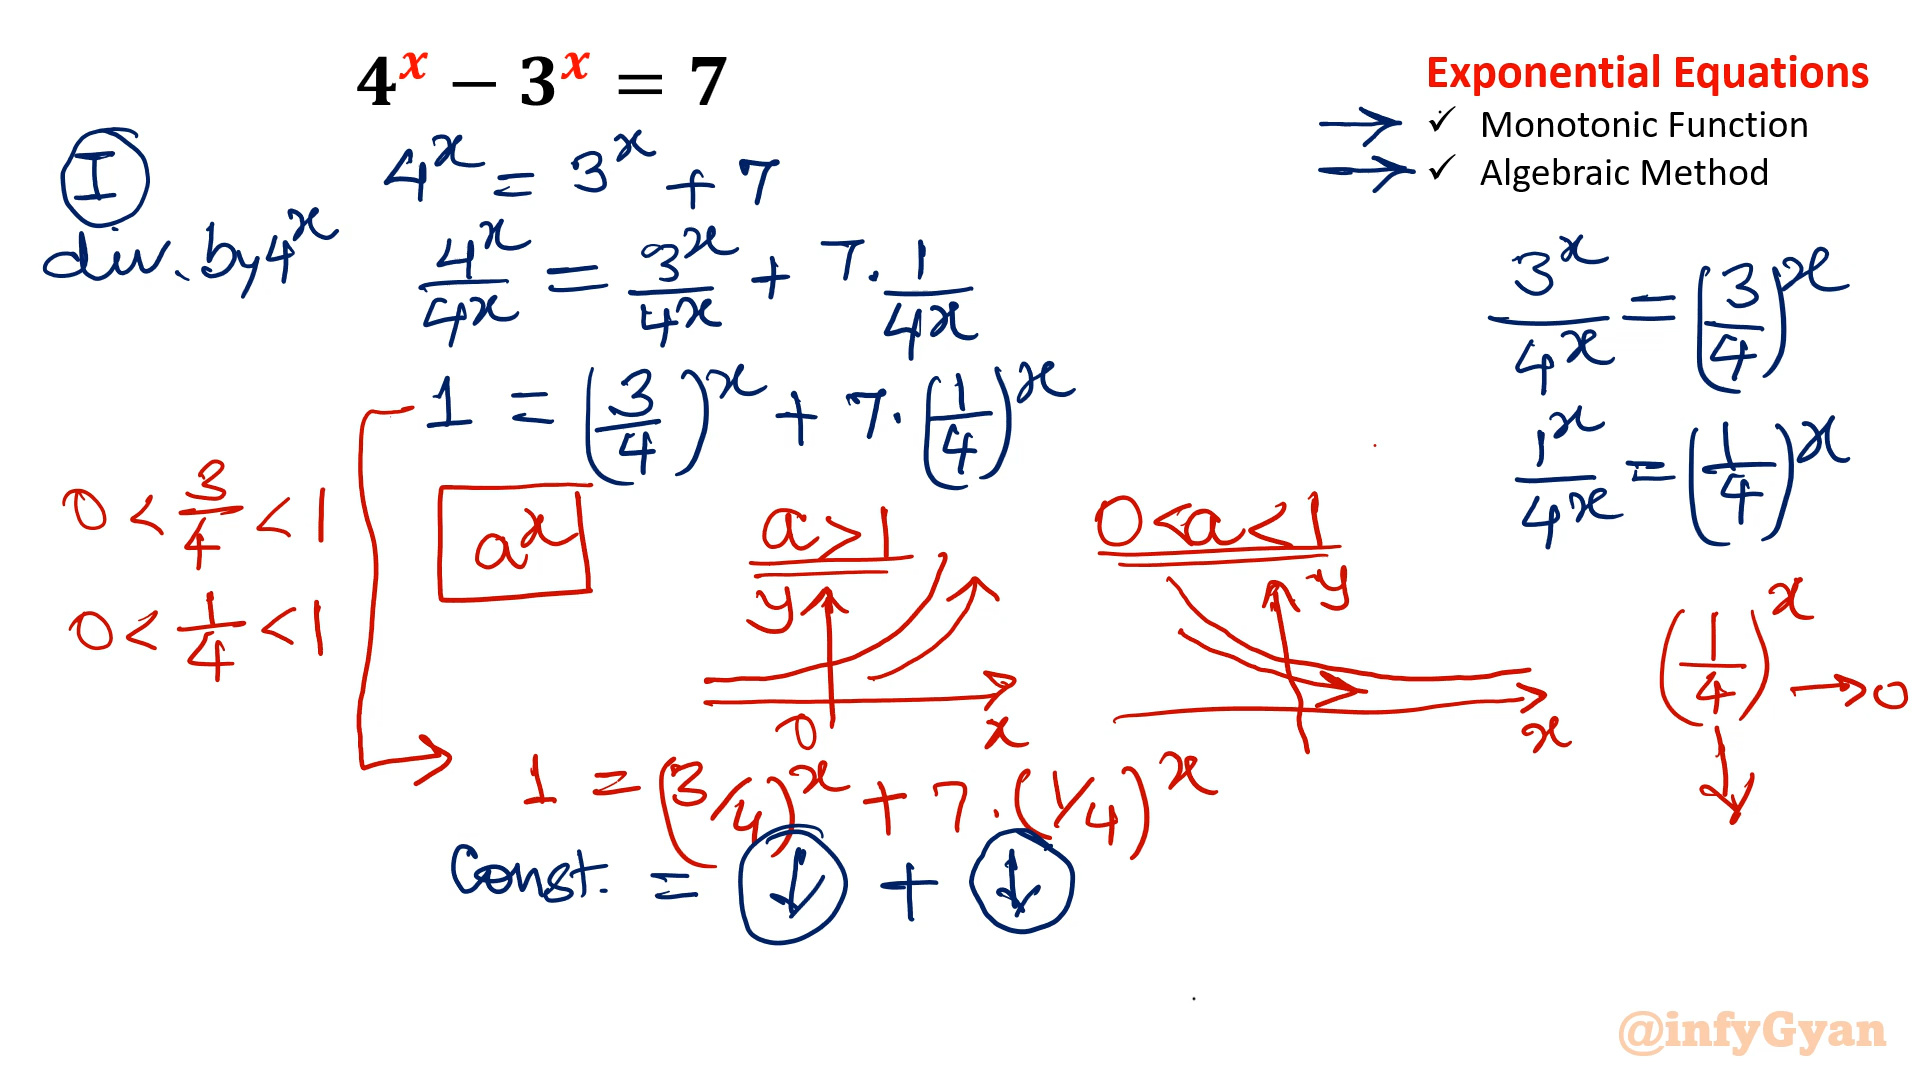 4^x − 3^x = 7
Exponential Equations
✓ Monotonic Function
✓ Algebraic Method
I
4^x = 3^x + 7
div. by 4^x
4^x/4^x = 3^x/4^x + 7·1/4^x
1 = (3/4)^x + 7·(1/4)^x
3^x/4^x = (3/4)^x
1^x/4^x = (1/4)^x
0 < 3/4 < 1
0 < 1/4 < 1
a^x
a > 1
y
0
x
0 < a < 1
y
x
(1/4)^x → 0
↓
1 = (3/4)^x + 7·(1/4)^x
Const. = ↓ + ↓
@infyGyan